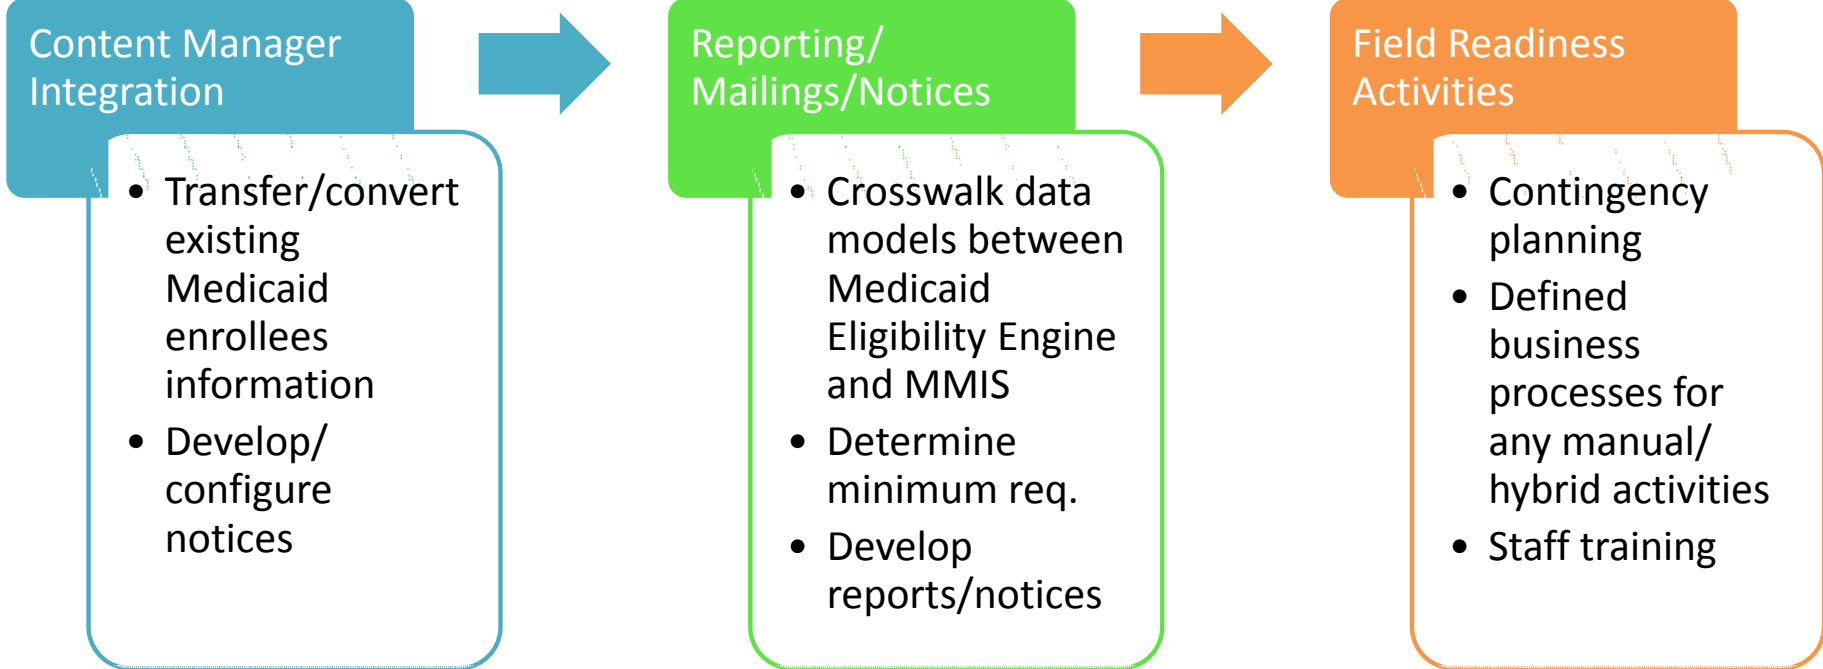 Content Manager
Integration
• Transfer/convert
existing
Medicaid
enrollees
information
• Develop/
configure
notices
Reporting/
Mailings/Notices
• Crosswalk data
models between
Medicaid
Eligibility Engine
and MMIS
• Determine
minimum req.
• Develop
reports/notices
Field Readiness
Activities
• Contingency
planning
• Defined
business
processes for
any manual/
hybrid activities
• Staff training